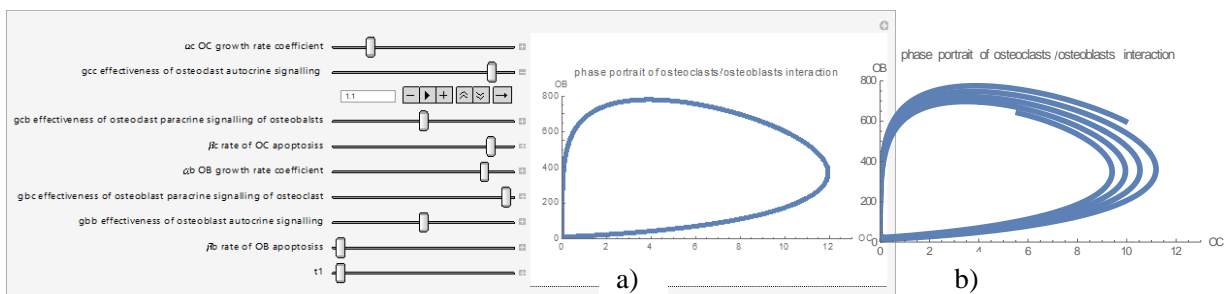 αc OC growth rate coefficient
gcc effectiveness of osteoclast autocrine signalling
1.1
gcb effectiveness of osteoclast paracrine signalling of osteobalsts
βc rate of OC apoptosiss
αb OB growth rate coefficient
gbc effectiveness of osteoblast paracrine signalling of osteoclast
gbb effectiveness of osteoblast autocrine signalling
βb rate of OB apoptosiss
t1
phase portrait of osteoclasts/osteoblasts interaction
OB
800
600
400
200
0
2
4
6
8
10
12
OC
a)
phase portrait of osteoclasts/osteoblasts interaction
OB
800
600
400
200
0
0
2
4
6
8
10
12
OC
b)